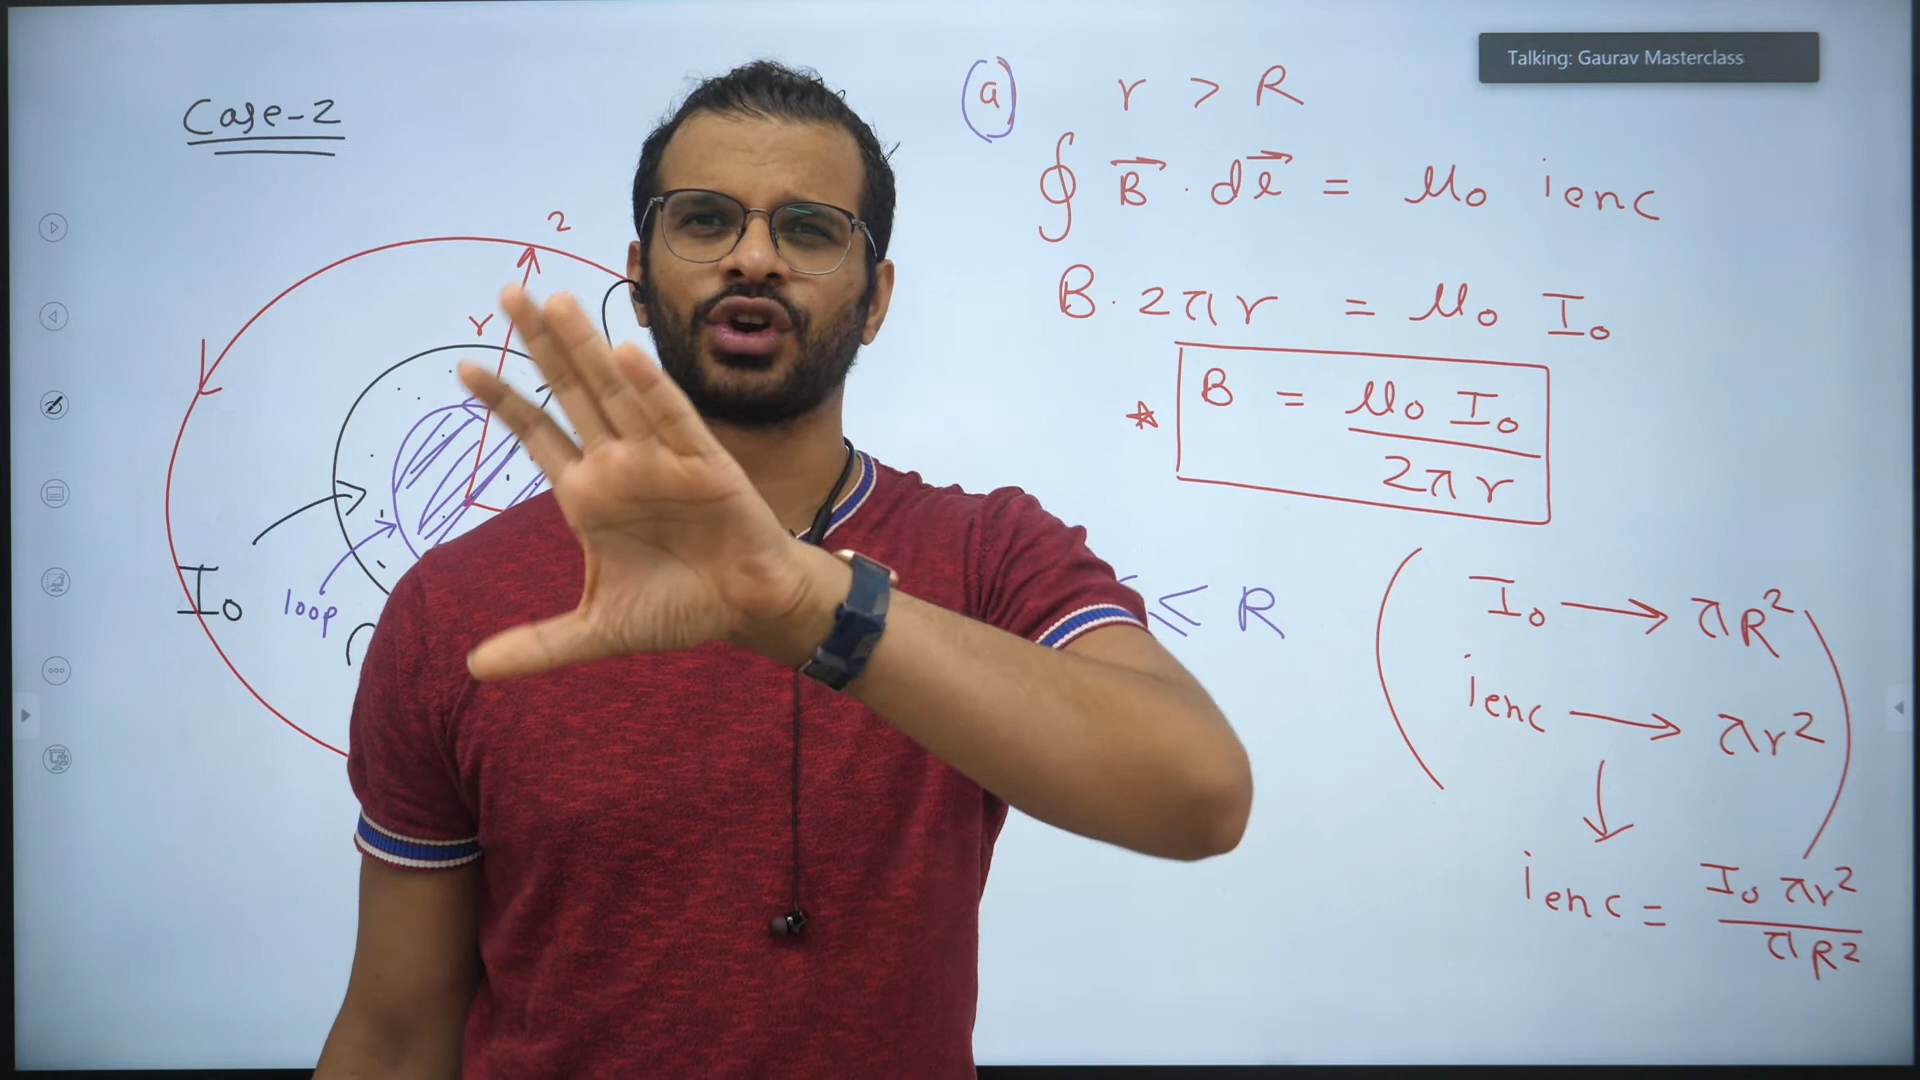 Talking: Gaurav Masterclass
Case-2
2
r
I₀
loop
(a) r > R
∮ B⃗ · dl⃗ = μ₀ ienc
B · 2πr = μ₀ I₀
B = μ₀ I₀ / 2πr
≤ R
I₀ → πR²
ienc → πr²
ienc = I₀ πr² / πR²